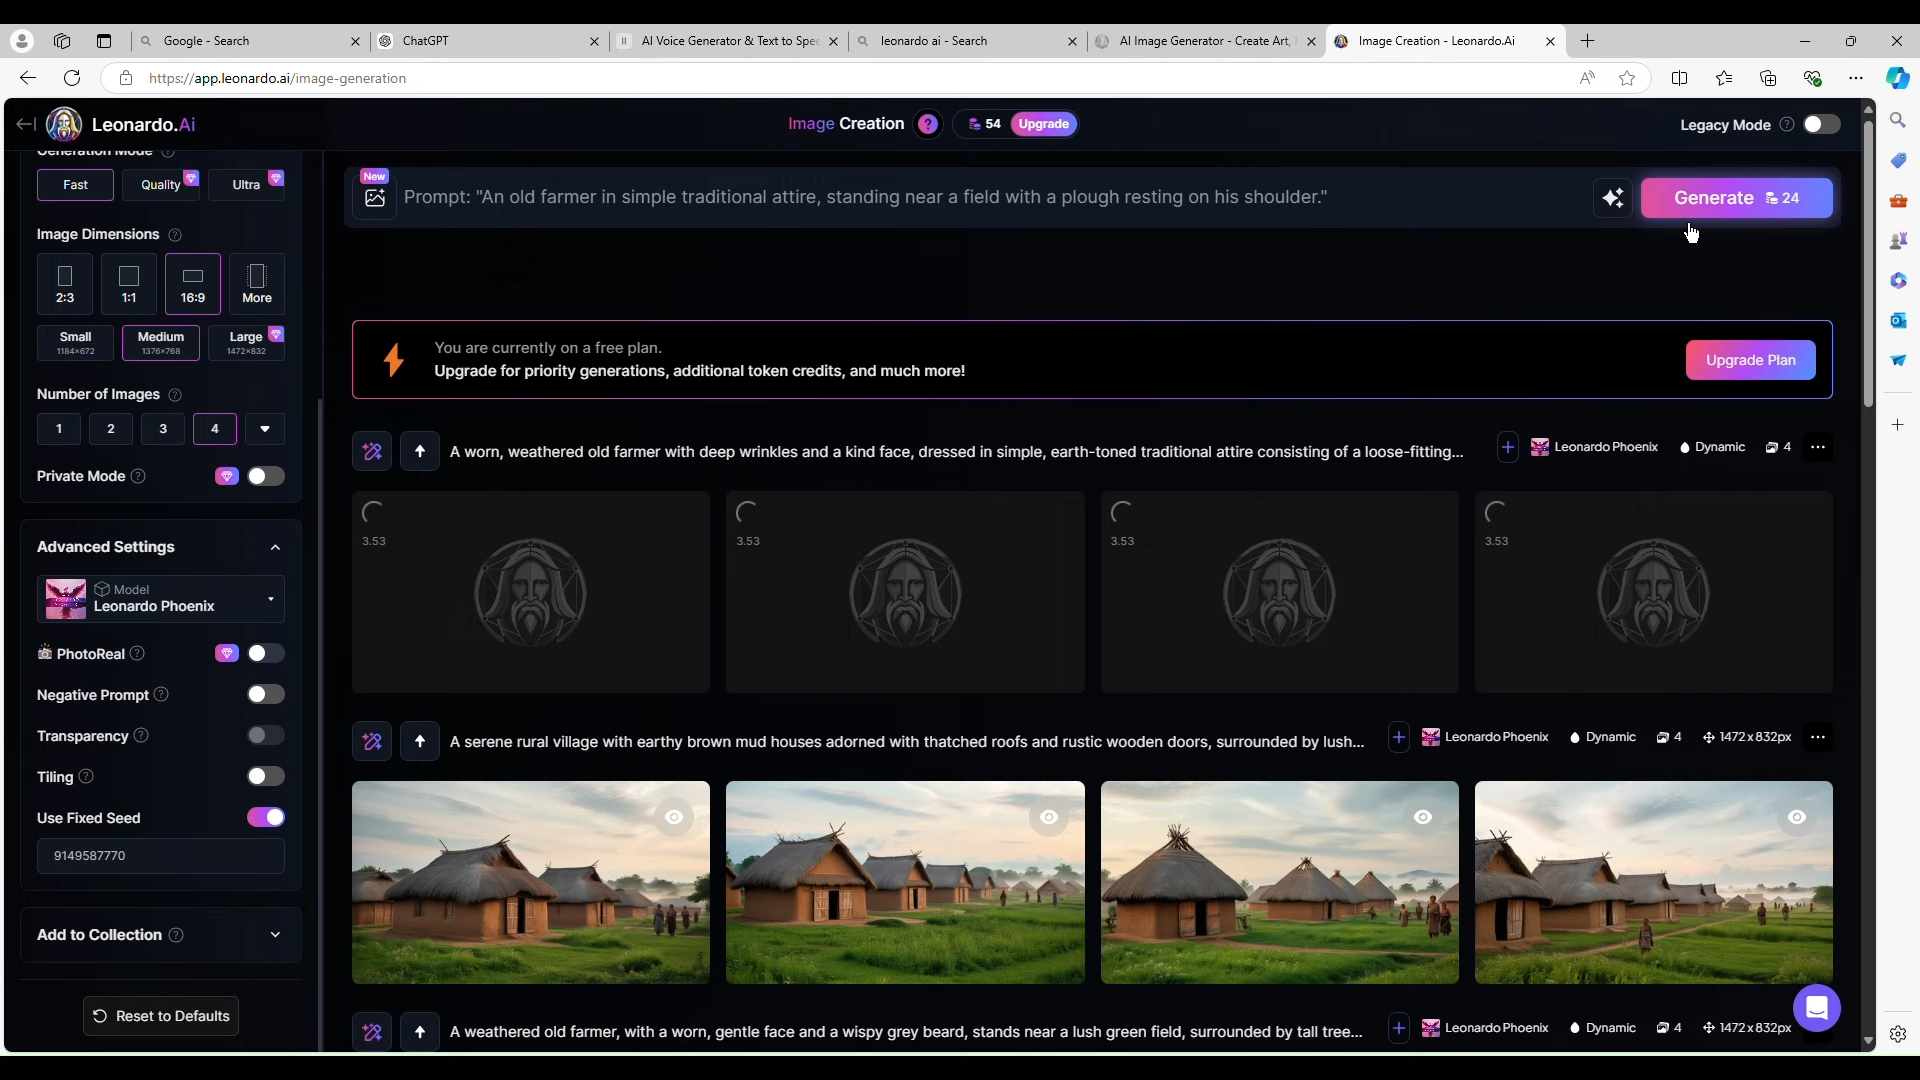 Google - Search
ChatGPT
AI Voice Generator & Text to Spee
leonardo ai - Search
AI Image Generator - Create Art, I
Image Creation - Leonardo.Ai
https://app.leonardo.ai/image-generation
Leonardo.Ai
Image Creation
54
Upgrade
Legacy Mode
Generation Mode
Fast
Quality
Ultra
New
Prompt: "An old farmer in simple traditional attire, standing near a field with a plough resting on his shoulder."
Generate 24
Image Dimensions
2:3
1:1
16:9
More
Small
1184×672
Medium
1376×768
Large
1472×832
You are currently on a free plan.
Upgrade for priority generations, additional token credits, and much more!
Upgrade Plan
Number of Images
1
2
3
4
Private Mode
A worn, weathered old farmer with deep wrinkles and a kind face, dressed in simple, earth-toned traditional attire consisting of a loose-fitting...
Leonardo Phoenix
Dynamic
4
3.53
3.53
3.53
3.53
Advanced Settings
Model
Leonardo Phoenix
PhotoReal
Negative Prompt
Transparency
Tiling
Use Fixed Seed
9149587770
A serene rural village with earthy brown mud houses adorned with thatched roofs and rustic wooden doors, surrounded by lush...
Leonardo Phoenix
Dynamic
4
1472 x 832px
Add to Collection
Reset to Defaults
A weathered old farmer, with a worn, gentle face and a wispy grey beard, stands near a lush green field, surrounded by tall tree...
Leonardo Phoenix
Dynamic
4
1472 x 832px